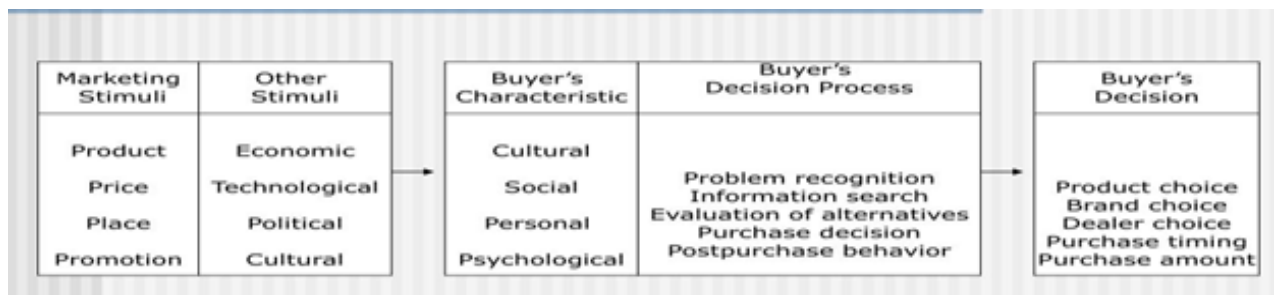 Marketing
Stimuli
Product
Price
Place
Promotion
Other
Stimuli
Economic
Technological
Political
Cultural
Buyer's
Characteristic
Cultural
Social
Personal
Psychological
Buyer's
Decision Process
Problem recognition
Information search
Evaluation of alternatives
Purchase decision
Postpurchase behavior
Buyer's
Decision
Product choice
Brand choice
Dealer choice
Purchase timing
Purchase amount